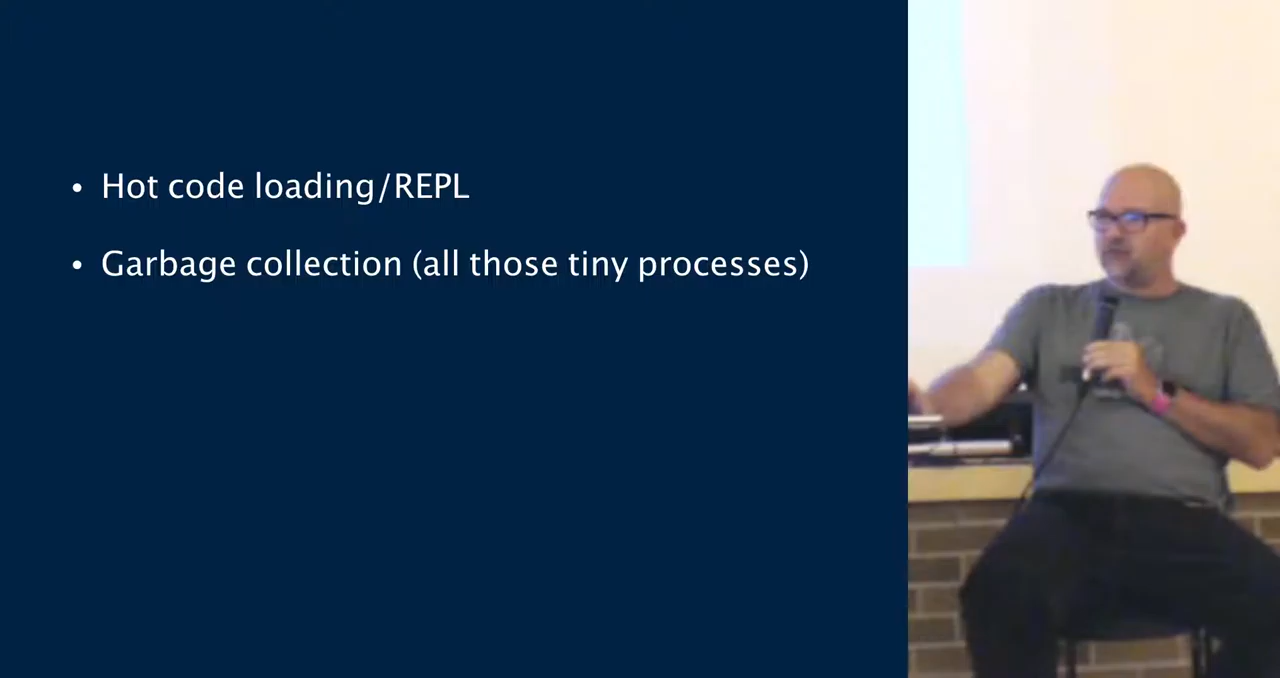 • Hot code loading/REPL
• Garbage collection (all those tiny processes)